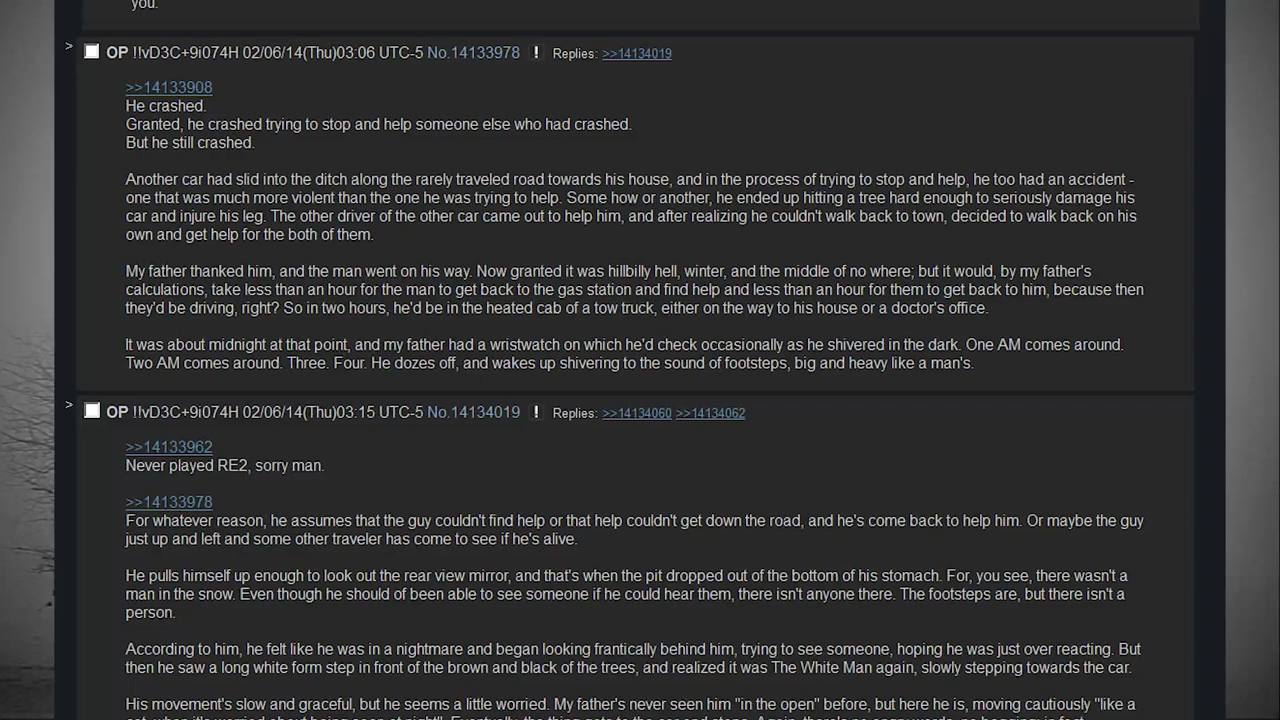 you.
> OP !!vD3C+9i074H 02/06/14(Thu)03:06 UTC-5 No.14133978 ! Replies: >>14134019
>>14133908
He crashed.
Granted, he crashed trying to stop and help someone else who had crashed.
But he still crashed.
Another car had slid into the ditch along the rarely traveled road towards his house, and in the process of trying to stop and help, he too had an accident -
one that was much more violent than the one he was trying to help. Some how or another, he ended up hitting a tree hard enough to seriously damage his
car and injure his leg. The other driver of the other car came out to help him, and after realizing he couldn't walk back to town, decided to walk back on his
own and get help for the both of them.
My father thanked him, and the man went on his way. Now granted it was hillbilly hell, winter, and the middle of no where; but it would, by my father's
calculations, take less than an hour for the man to get back to the gas station and find help and less than an hour for them to get back to him, because then
they'd be driving, right? So in two hours, he'd be in the heated cab of a tow truck, either on the way to his house or a doctor's office.
It was about midnight at that point, and my father had a wristwatch on which he'd check occasionally as he shivered in the dark. One AM comes around.
Two AM comes around. Three. Four. He dozes off, and wakes up shivering to the sound of footsteps, big and heavy like a man's.
> OP !!vD3C+9i074H 02/06/14(Thu)03:15 UTC-5 No.14134019 ! Replies: >>14134060 >>14134062
>>14133962
Never played RE2, sorry man.
>>14133978
For whatever reason, he assumes that the guy couldn't find help or that help couldn't get down the road, and he's come back to help him. Or maybe the guy
just up and left and some other traveler has come to see if he's alive.
He pulls himself up enough to look out the rear view mirror, and that's when the pit dropped out of the bottom of his stomach. For, you see, there wasn't a
man in the snow. Even though he should of been able to see someone if he could hear them, there isn't anyone there. The footsteps are, but there isn't a
person.
According to him, he felt like he was in a nightmare and began looking frantically behind him, trying to see someone, hoping he was just over reacting. But
then he saw a long white form step in front of the brown and black of the trees, and realized it was The White Man again, slowly stepping towards the car.
His movement's slow and graceful, but he seems a little worried. My father's never seen him "in the open" before, but here he is, moving cautiously "like a